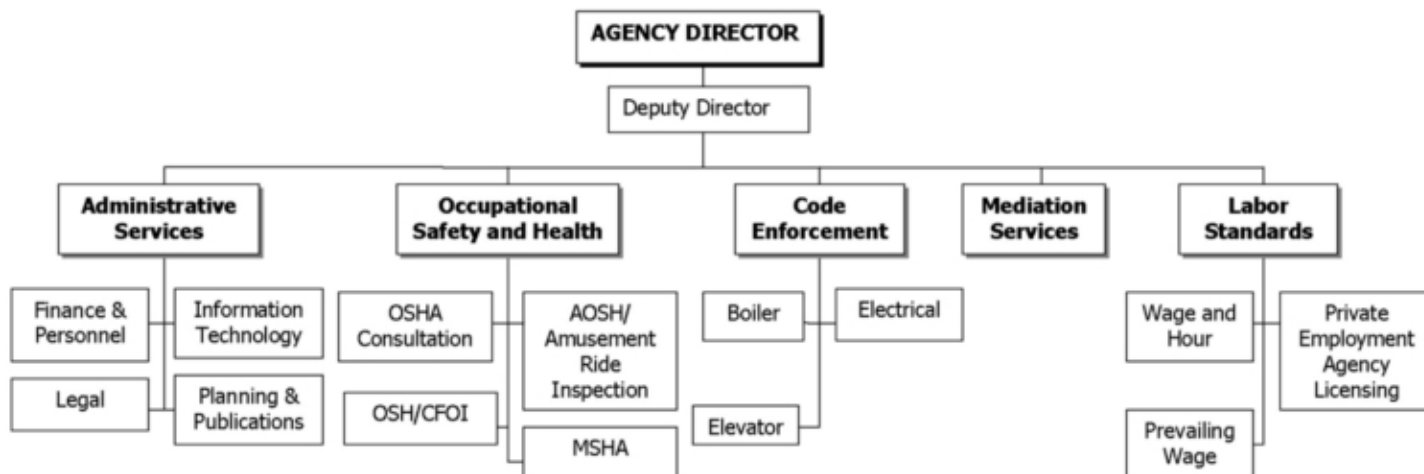 AGENCY DIRECTOR
Deputy Director
Administrative
Services
Occupational
Safety and Health
Code
Enforcement
Mediation
Services
Labor
Standards
Finance &
Personnel
Information
Technology
Legal
Planning &
Publications
OSHA
Consultation
AOSH/
Amusement
Ride
Inspection
OSH/CFOI
MSHA
Boiler
Electrical
Elevator
Wage and
Hour
Private
Employment
Agency
Licensing
Prevailing
Wage